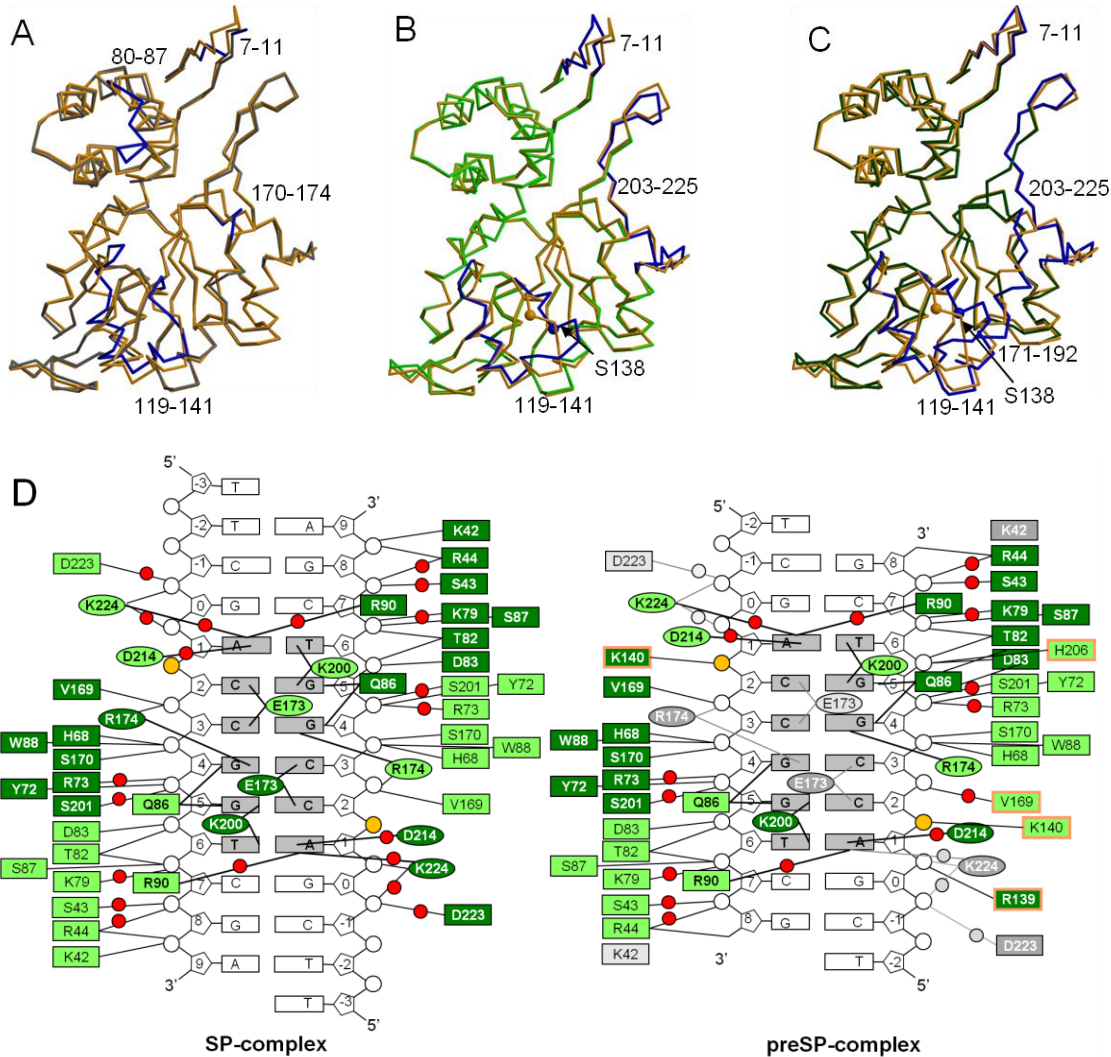 A
80-87
7-11
170-174
119-141
B
7-11
203-225
S138
119-141
C
7-11
203-225
171-192
S138
119-141
D
5’
-3 T
3’
-2 T A 9
K42
D223
-1 C G 8
R44
S43
K224
0 G C 7
R90
K79 S87
D214
1 A T 6
K200
T82
D83
V169
2 C G 5
Q86
E173
S201 Y72
R174
3 C G 4
R73
W88 H68
S170
S170
W88
H68
4 G C 3
R174
Y72 R73
E173
S201
Q86
5 G C 2
V169
D83
K200
T82
6 T A 1
D214
S87
K79
R90
7 C G 0
K224
S43
R44
8 G C -1
D223
K42
9 A T -2
3’
T -3
5’
SP-complex
5’
3’
-2 T
K42
D223
-1 C G 8
R44
S43
K224
0 G C 7
R90
K79 S87
D214
1 A T 6
K200
T82
H206
K140
D83
V169
2 C G 5
Q86
S201 Y72
E173
R174
3 C G 4
R73
W88 H68
S170
S170
W88
H68
4 G C 3
R174
Y72 R73
E173
S201
Q86
5 G C 2
V169
D83
K200
K140
T82
6 T A 1
D214
S87
K79
R90
7 C G 0
K224
S43
R139
R44
8 G C -1
D223
K42
3’
T -2
5’
preSP-complex